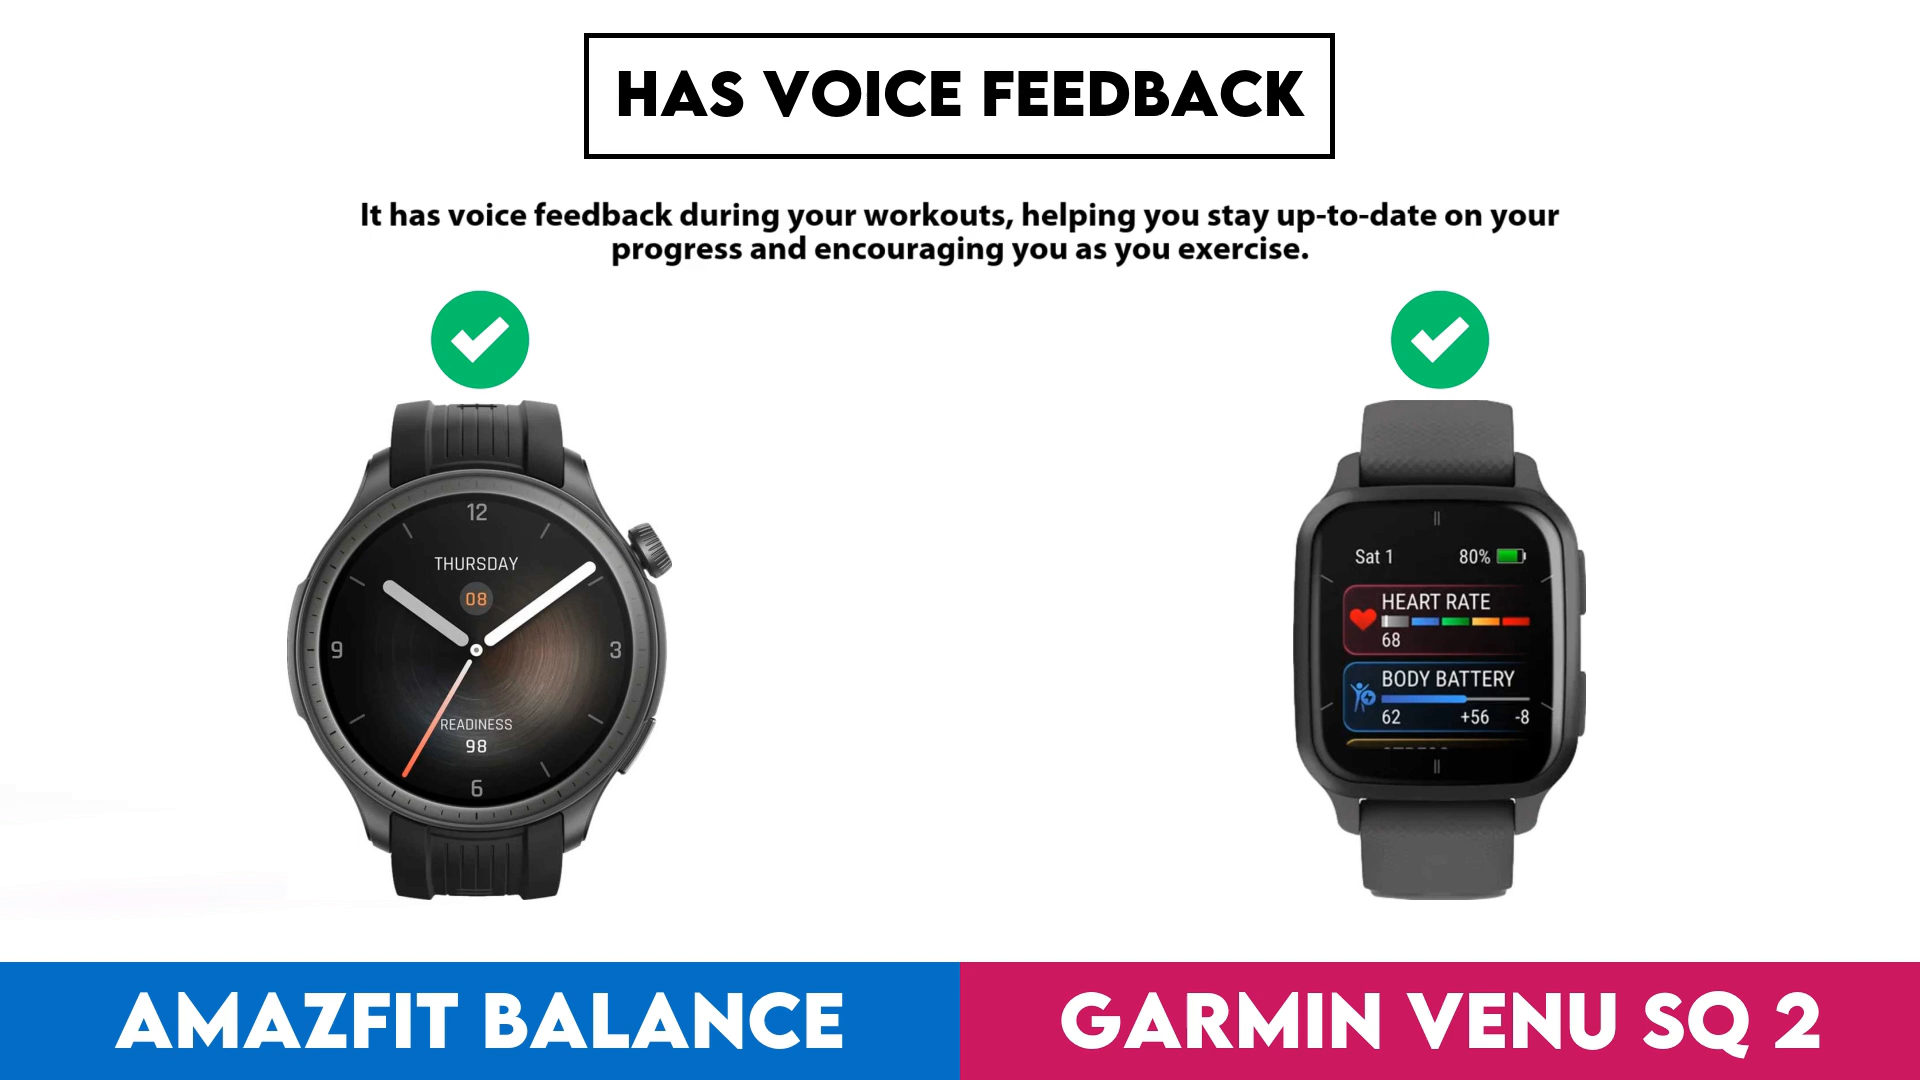 HAS VOICE FEEDBACK
It has voice feedback during your workouts, helping you stay up-to-date on your
progress and encouraging you as you exercise.
12
THURSDAY
08
9
3
READINESS
98
6
Sat 1 80%
HEART RATE
68
BODY BATTERY
62 +56 -8
AMAZFIT BALANCE
GARMIN VENU SQ 2